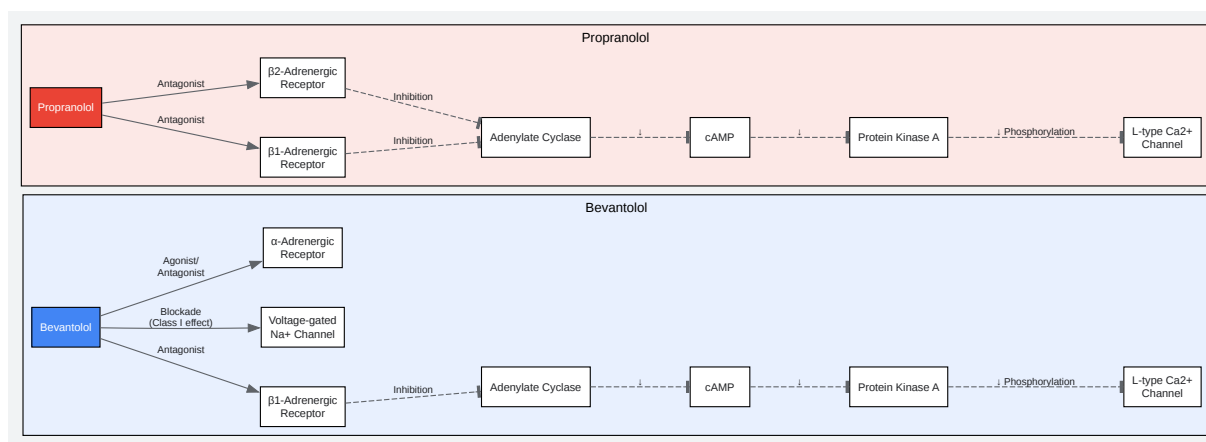 Propranolol
Propranolol
Antagonist
Antagonist
β2-Adrenergic
Receptor
β1-Adrenergic
Receptor
Inhibition
Inhibition
Adenylate Cyclase
↓
cAMP
↓
Protein Kinase A
↓ Phosphorylation
L-type Ca2+
Channel
Bevantolol
Bevantolol
Agonist/
Antagonist
Blockade
(Class I effect)
Antagonist
α-Adrenergic
Receptor
Voltage-gated
Na+ Channel
β1-Adrenergic
Receptor
Inhibition
Adenylate Cyclase
↓
cAMP
↓
Protein Kinase A
↓ Phosphorylation
L-type Ca2+
Channel